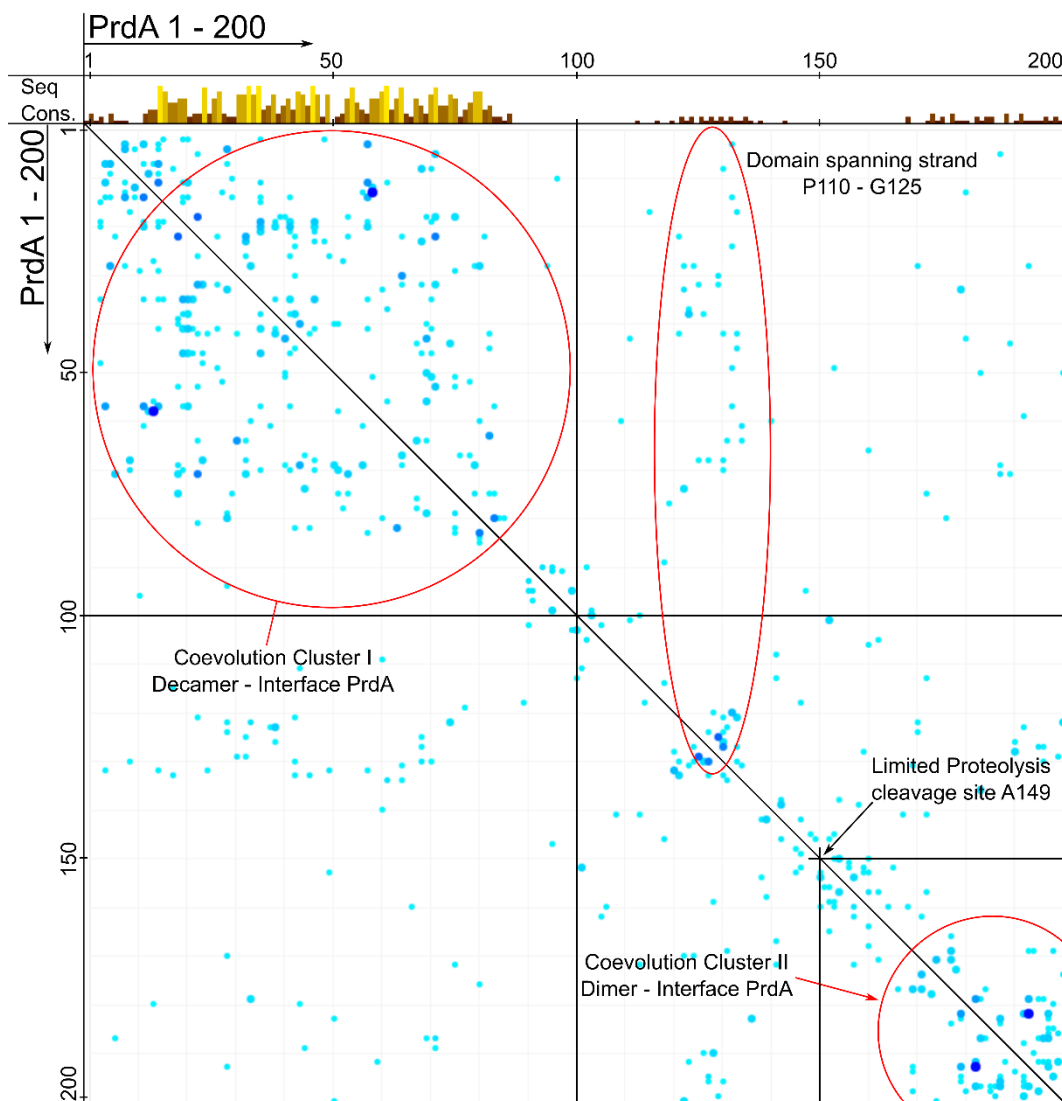 PrdA 1 - 200
1 50 100 150 200
Seq
Cons.
PrdA 1 - 200
1
50
100
150
200
Domain spanning strand
P110 - G125
Coevolution Cluster I
Decamer - Interface PrdA
Limited Proteolysis
cleavage site A149
Coevolution Cluster II
Dimer - Interface PrdA